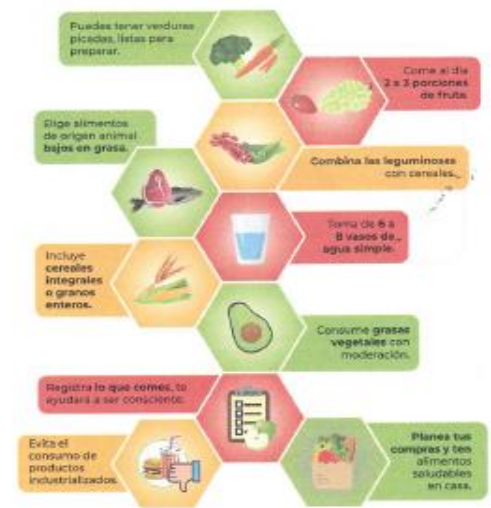 Puedes tener verduras
picadas, listas para
preparar.
Come al día
2 a 3 porciones
de fruta.
Elige alimentos
de origen animal
bajos en grasa.
Combina las leguminosas
con cereales.
Toma de 6 a
8 vasos de
agua simple.
Incluye
cereales
integrales
o granos
enteros.
Consume grasas
vegetales con
moderación.
Registra lo que comes, te
ayudará a ser consciente.
Evita el
consumo de
productos
industrializados.
Planea tus
compras y ten
alimentos
saludables
en casa.